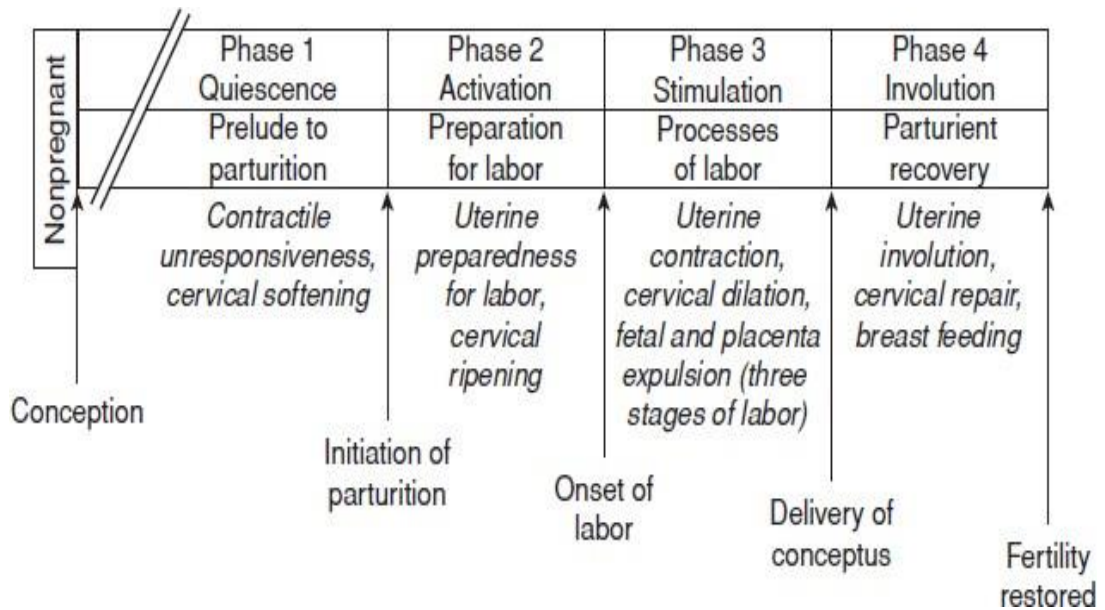 Nonpregnant
Phase 1
Quiescence
Phase 2
Activation
Phase 3
Stimulation
Phase 4
Involution
Prelude to
parturition
Preparation
for labor
Processes
of labor
Parturient
recovery
Contractile
unresponsiveness,
cervical softening
Uterine
preparedness
for labor,
cervical
ripening
Uterine
contraction,
cervical dilation,
fetal and placenta
expulsion (three
stages of labor)
Uterine
involution,
cervical repair,
breast feeding
Conception
Initiation of
parturition
Onset of
labor
Delivery of
conceptus
Fertility
restored